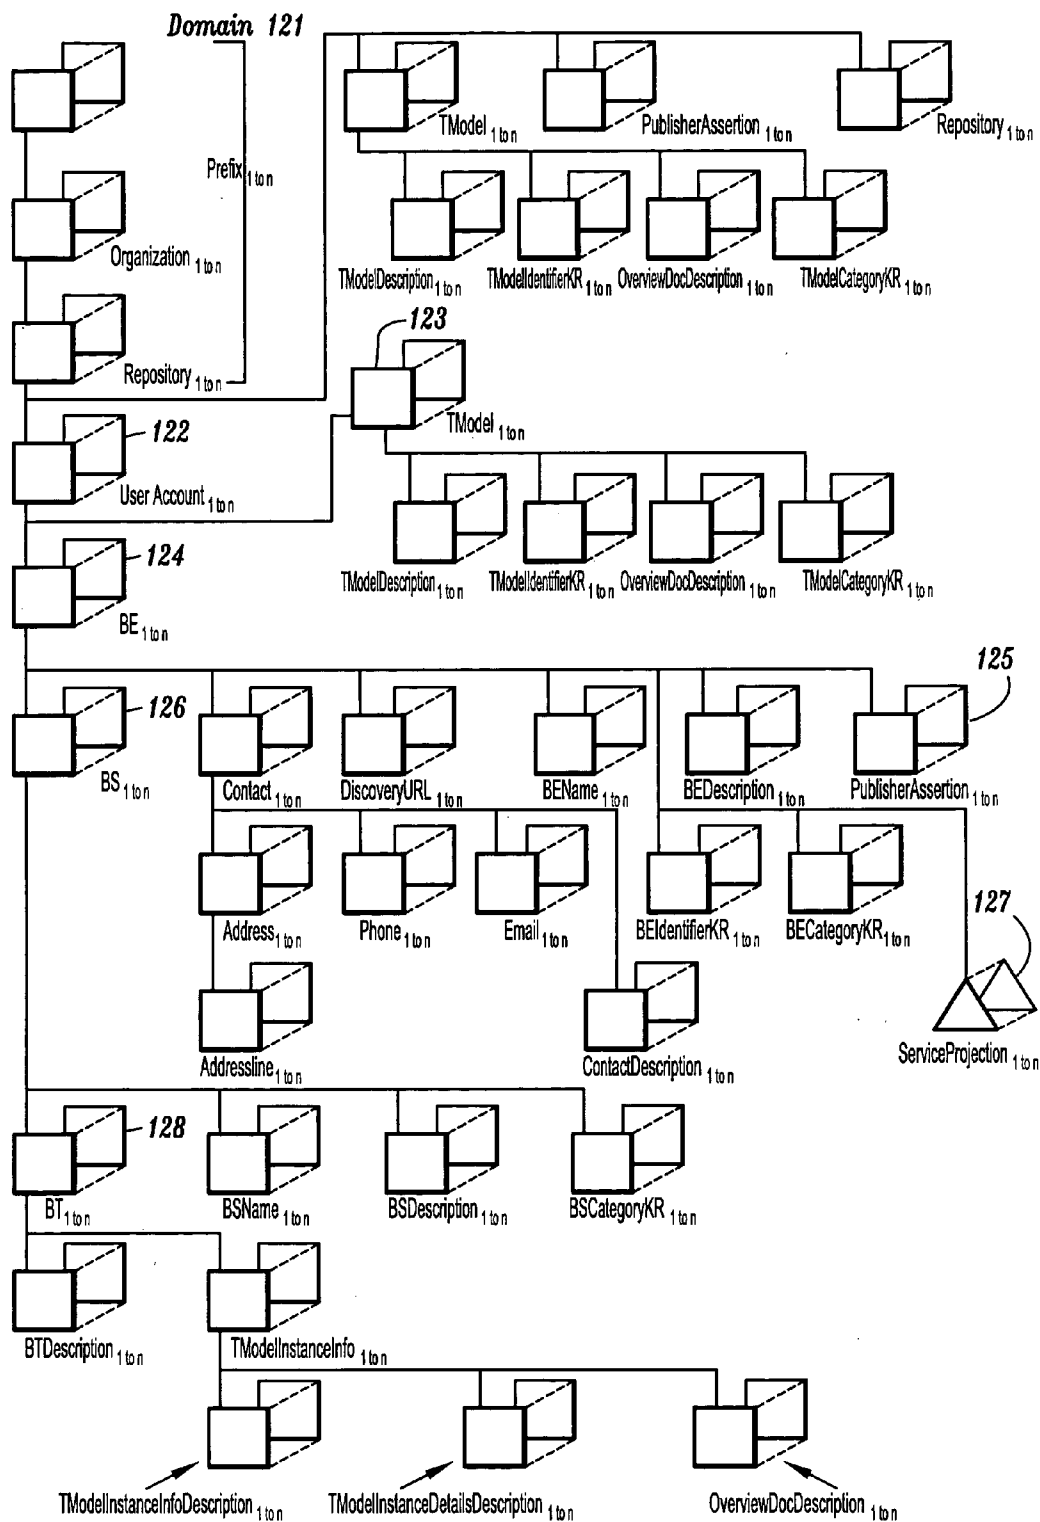 Domain 121
TModel 1 to n
PublisherAssertion 1 to n
Repository 1 to n
Prefix 1 to n
Organization 1 to n
TModelDescription 1 to n
TModelIdentifierKR 1 to n
OverviewDocDescription 1 to n
TModelCategoryKR 1 to n
123
Repository 1 to n
TModel 1 to n
122
User Account 1 to n
124
TModelDescription 1 to n
TModelIdentifierKR 1 to n
OverviewDocDescription 1 to n
TModelCategoryKR 1 to n
BE 1 to n
125
126
BS 1 to n
Contact 1 to n
DiscoveryURL 1 to n
BEName 1 to n
BEDescription 1 to n
PublisherAssertion 1 to n
Address 1 to n
Phone 1 to n
Email 1 to n
BEIdentifierKR 1 to n
BECategoryKR 1 to n
127
Addressline 1 to n
ContactDescription 1 to n
ServiceProjection 1 to n
128
BT 1 to n
BSName 1 to n
BSDescription 1 to n
BSCategoryKR 1 to n
BTDescription 1 to n
TModelInstanceInfo 1 to n
TModelInstanceInfoDescription 1 to n
TModelInstanceDetailsDescription 1 to n
OverviewDocDescription 1 to n